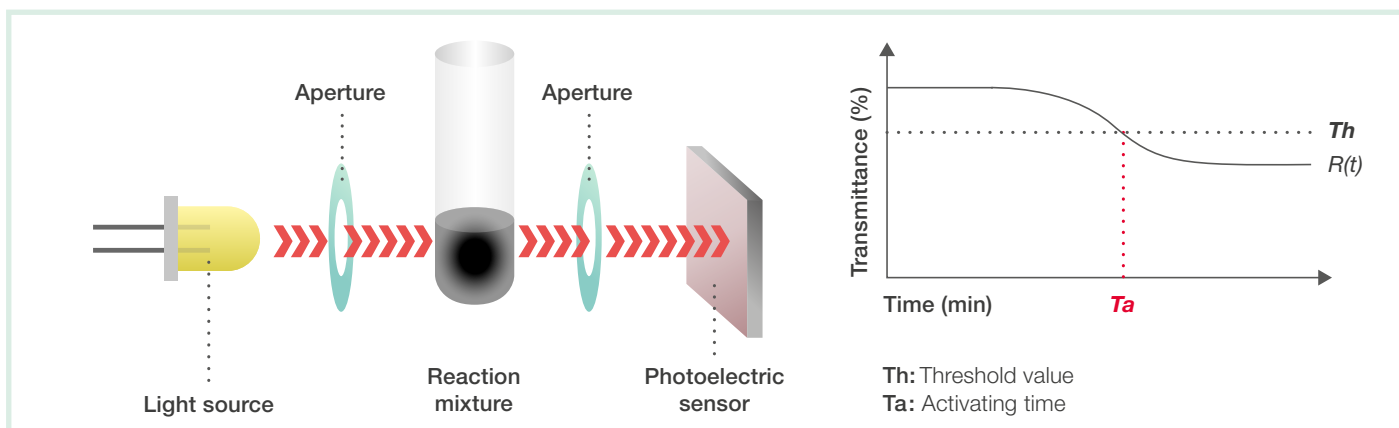 Aperture
Aperture
Light source
Reaction
mixture
Photoelectric
sensor
Transmittance (%)
Th
R(t)
Time (min)
Ta
Th: Threshold value
Ta: Activating time